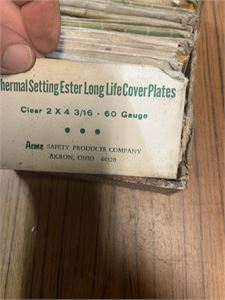 hermal Setting Ester Long Life Cover Plates
Clear 2 X 4 3/16 - 60 Gauge
Acme SAFETY PRODUCTS COMPANY
AKRON, OHIO 44320